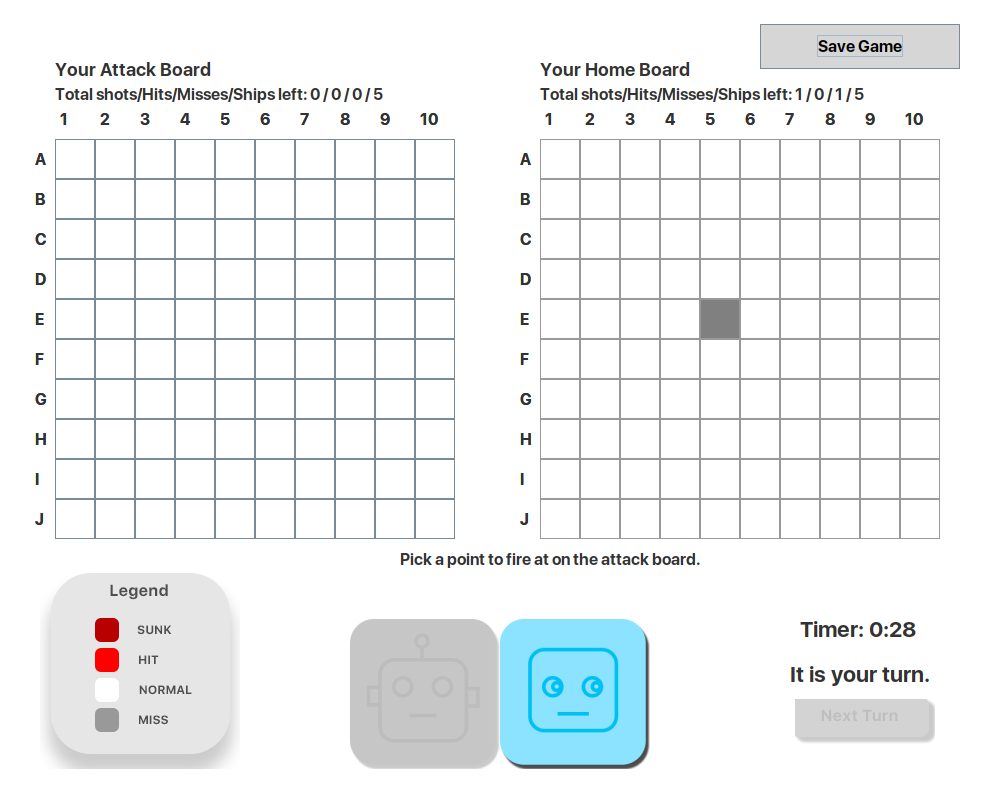 Save Game
Your Attack Board
Total shots/Hits/Misses/Ships left: 0 / 0 / 0 / 5
1 2 3 4 5 6 7 8 9 10
A
B
C
D
E
F
G
H
I
J
Your Home Board
Total shots/Hits/Misses/Ships left: 1 / 0 / 1 / 5
1 2 3 4 5 6 7 8 9 10
A
B
C
D
E
F
G
H
I
J
Pick a point to fire at on the attack board.
Legend
SUNK
HIT
NORMAL
MISS
Timer: 0:28
It is your turn.
Next Turn